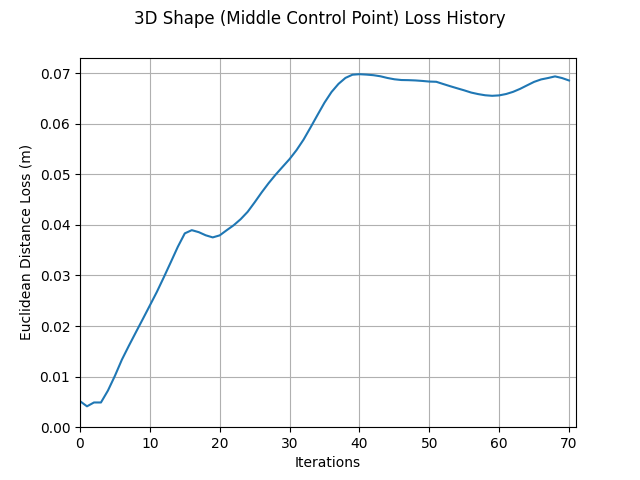 3D Shape (Middle Control Point) Loss History
0.07
0.06
0.05
0.04
0.03
0.02
0.01
0.00
Euclidean Distance Loss (m)
0 10 20 30 40 50 60 70
Iterations